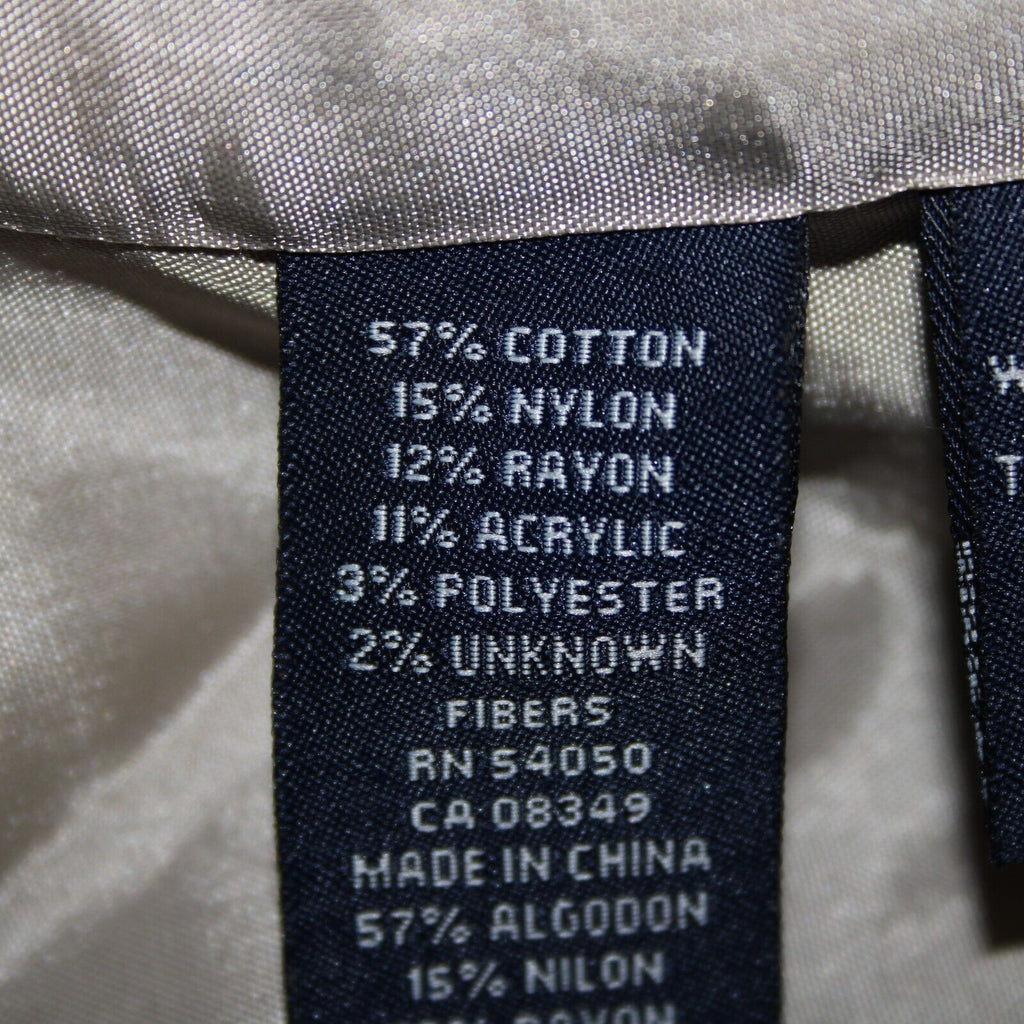 57% COTTON
15% NYLON
12% RAYON
11% ACRYLIC
3% POLYESTER
2% UNKNOWN
FIBERS
RN 54050
CA 08349
MADE IN CHINA
57% ALGODON
15% NILON
RAYON